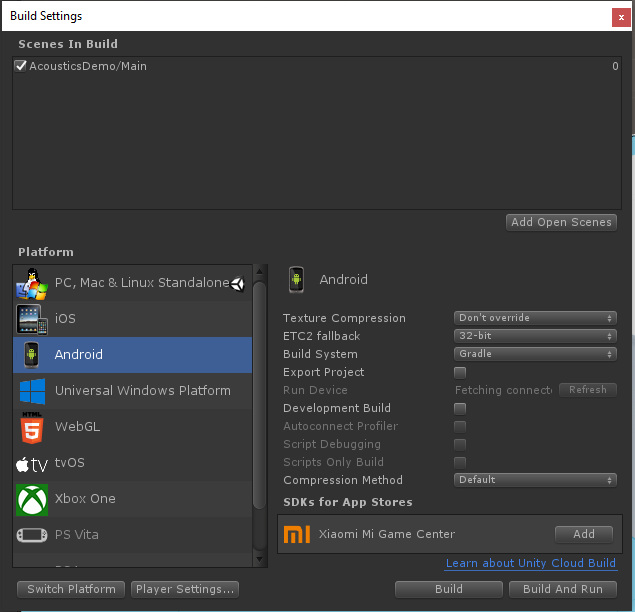 Build Settings
x
Scenes In Build
AcousticsDemo/Main 0
Add Open Scenes
Platform
PC, Mac & Linux Standalone
iOS
Android
Universal Windows Platform
HTML
5
WebGL
tv
tvOS
Xbox One
PS Vita
Android
Texture Compression Don't override
ETC2 fallback 32-bit
Build System Gradle
Export Project
Run Device Fetching connecte Refresh
Development Build
Autoconnect Profiler
Script Debugging
Scripts Only Build
Compression Method Default
SDKs for App Stores
Xiaomi Mi Game Center Add
Learn about Unity Cloud Build
Switch Platform Player Settings... Build Build And Run